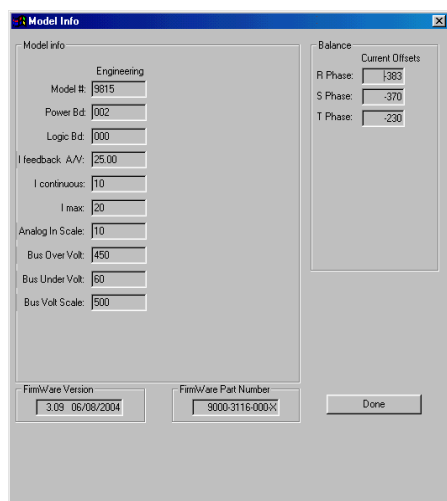 Model Info
Model info
Engineering
Model #: 9815
Power Bd: 002
Logic Bd: 000
I feedback A/V: 25.00
I continuous: 10
I max: 20
Analog In Scale: 10
Bus Over Volt: 450
Bus Under Volt: 60
Bus Volt Scale: 500
Balance
Current Offsets
R Phase: -383
S Phase: -370
T Phase: -230
FirmWare Version
3.09 06/08/2004
FirmWare Part Number
9000-3116-000-X
Done